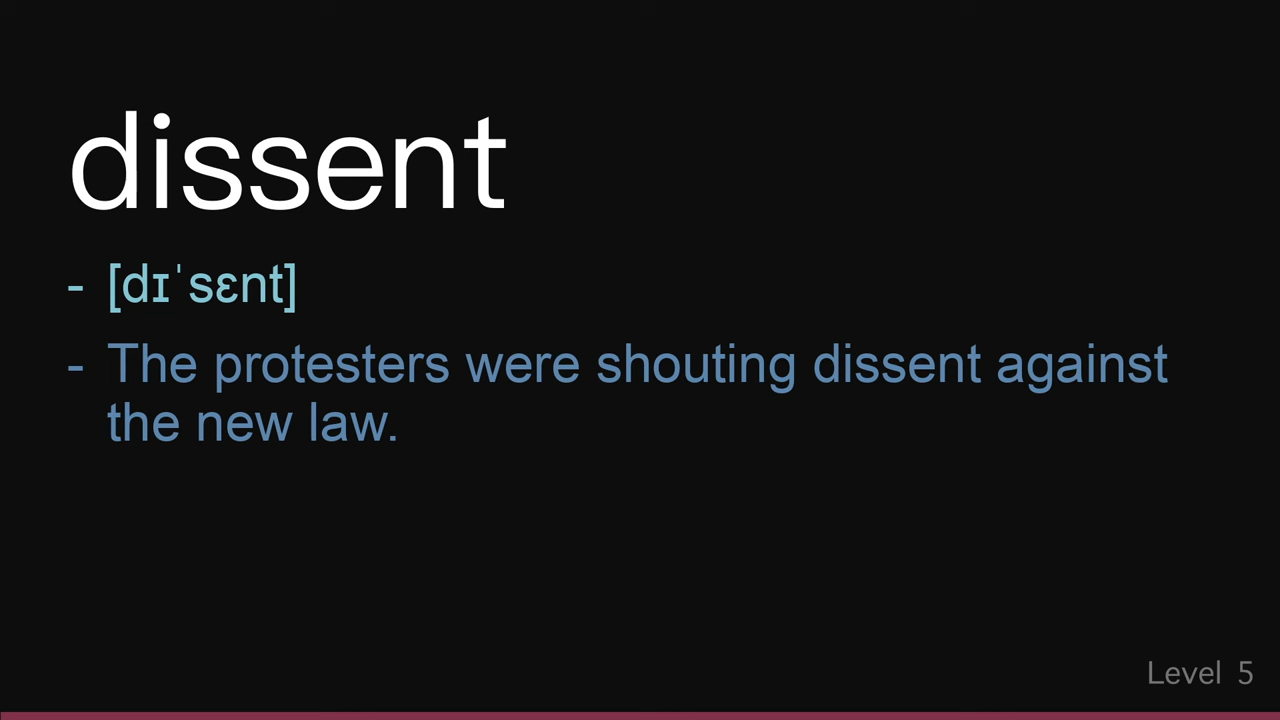 dissent
- [dɪˈsɛnt]
- The protesters were shouting dissent against
the new law.
Level 5